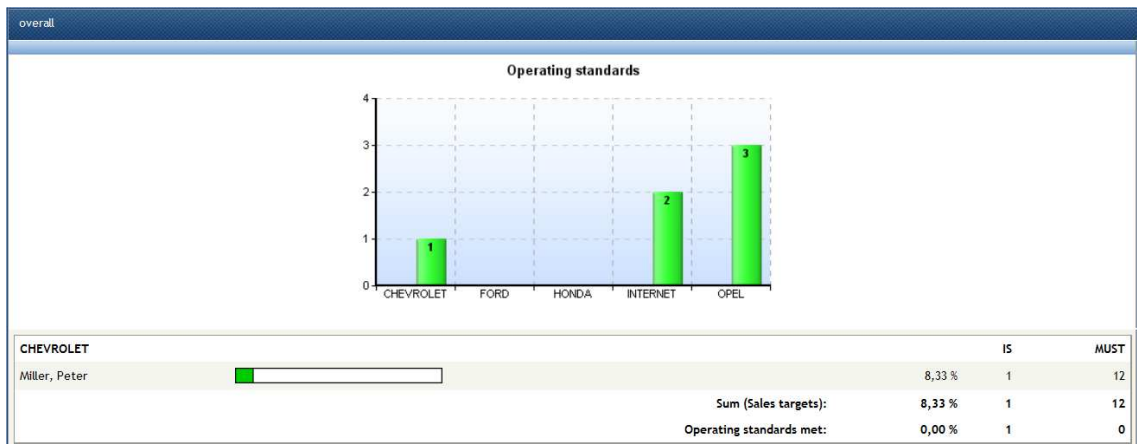 overall
Operating standards
4
3
3
2
2
1
1
0
CHEVROLET FORD HONDA INTERNET OPEL
CHEVROLET IS MUST
Miller, Peter 8,33 % 1 12
Sum (Sales targets): 8,33 % 1 12
Operating standards met: 0,00 % 1 0